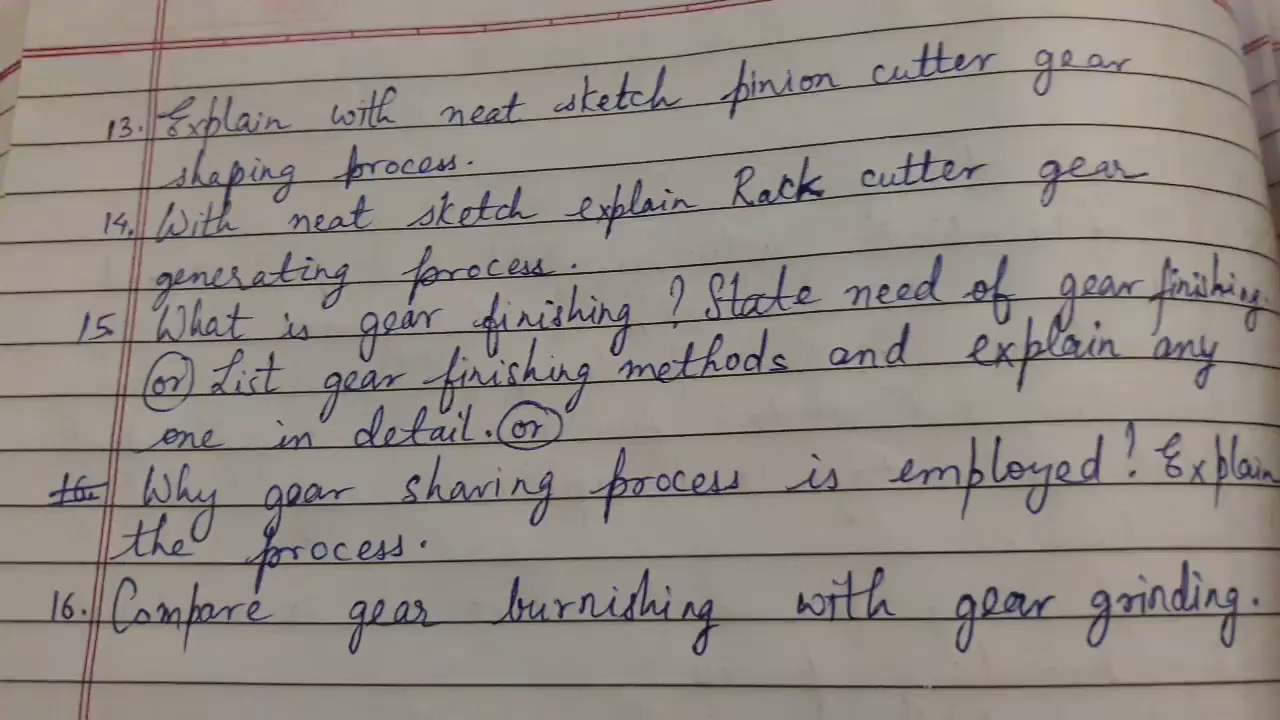 13. Explain with neat sketch pinion cutter gear
shaping process.
14. With neat sketch explain Rack cutter gear
generating process.
15 What is gear finishing? State need of gear finishing.
or List gear finishing methods and explain any
one in detail. or
Why gear shaving process is employed? Explain
the process.
16. Compare gear burnishing with gear grinding.